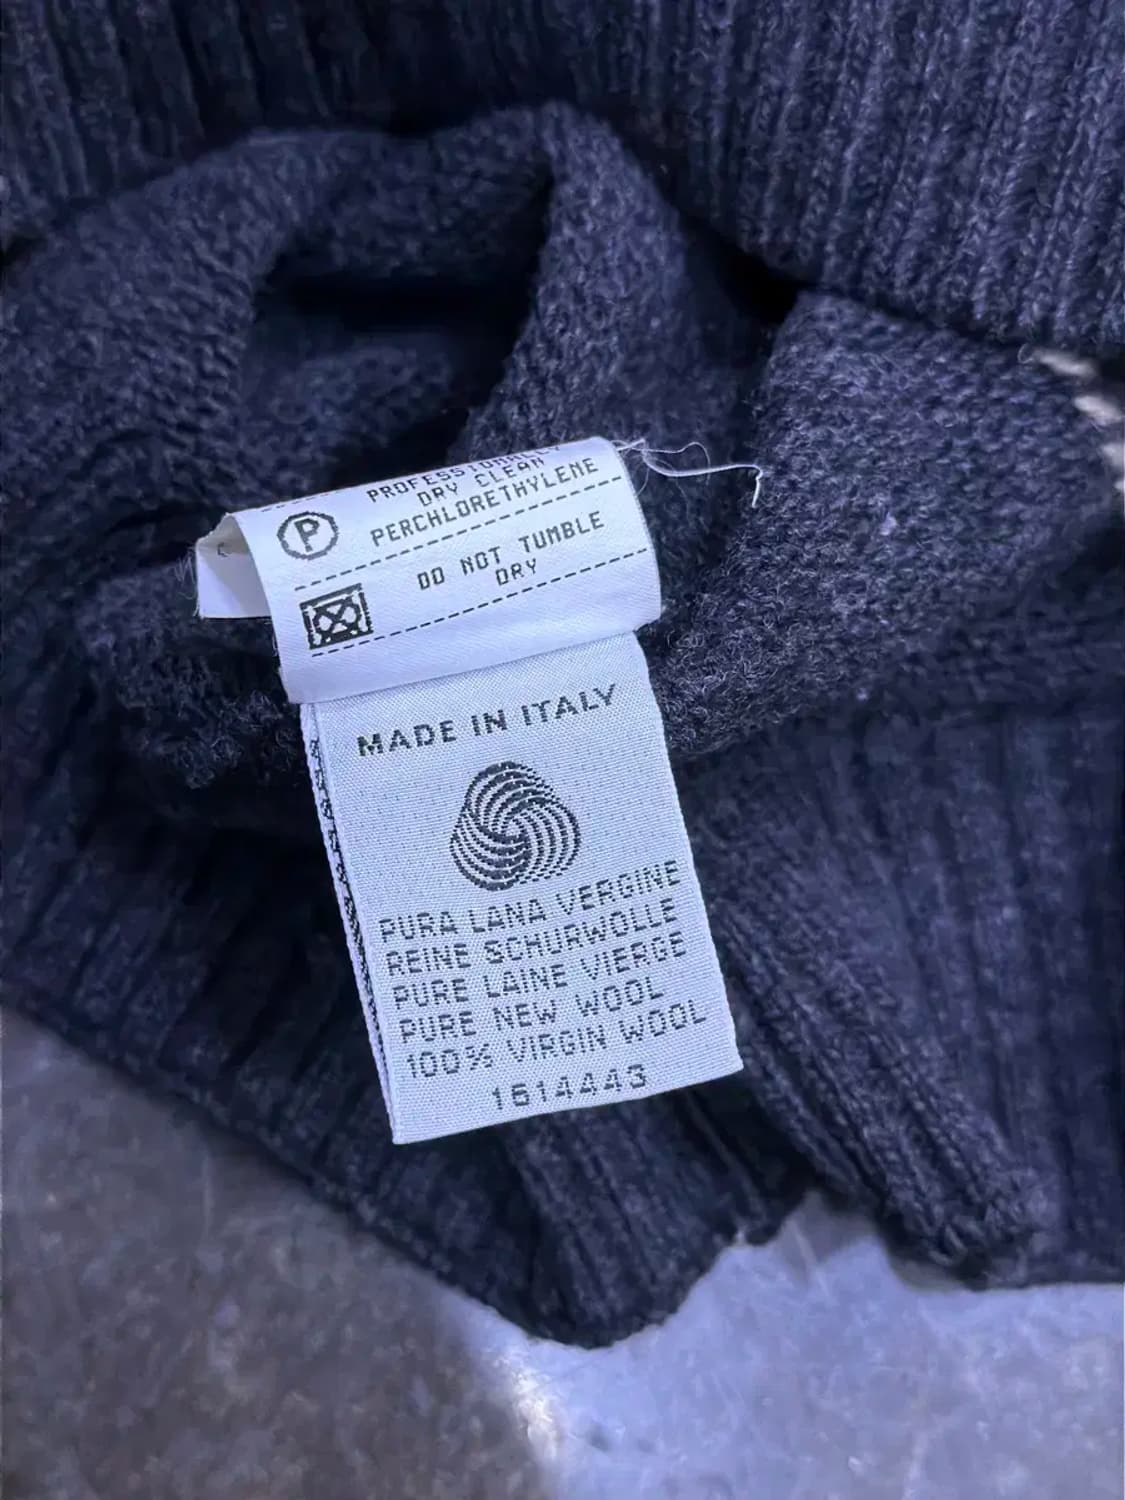 PROFESSIONALLY
DRY CLEAN
P PERCHLORETHYLENE
DO NOT TUMBLE
DRY
MADE IN ITALY
PURA LANA VERGINE
REINE SCHURWOLLE
PURE LAINE VIERGE
PURE NEW WOOL
100% VIRGIN WOOL
1614443